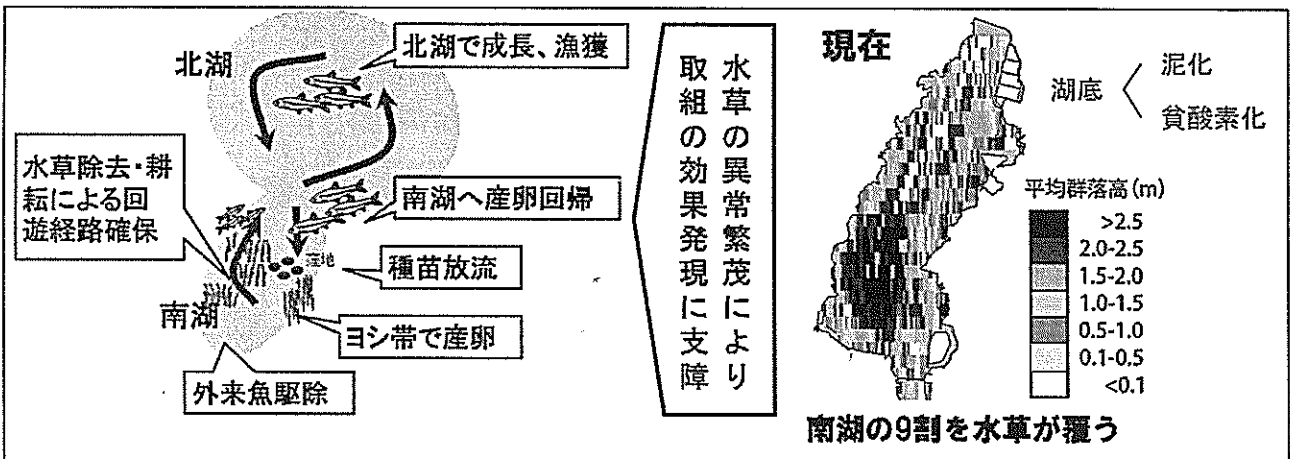 北湖
北湖で成長、漁獲
水草除去・耕
耘による回
遊経路確保
南湖へ産卵回帰
種苗放流
南湖
ヨシ帯で産卵
外来魚駆除
水草の異常繁茂により
取組の効果発現に支障
現在
湖底
泥化
貧酸素化
平均群落高(m)
>2.5
2.0-2.5
1.5-2.0
1.0-1.5
0.5-1.0
0.1-0.5
<0.1
南湖の9割を水草が覆う